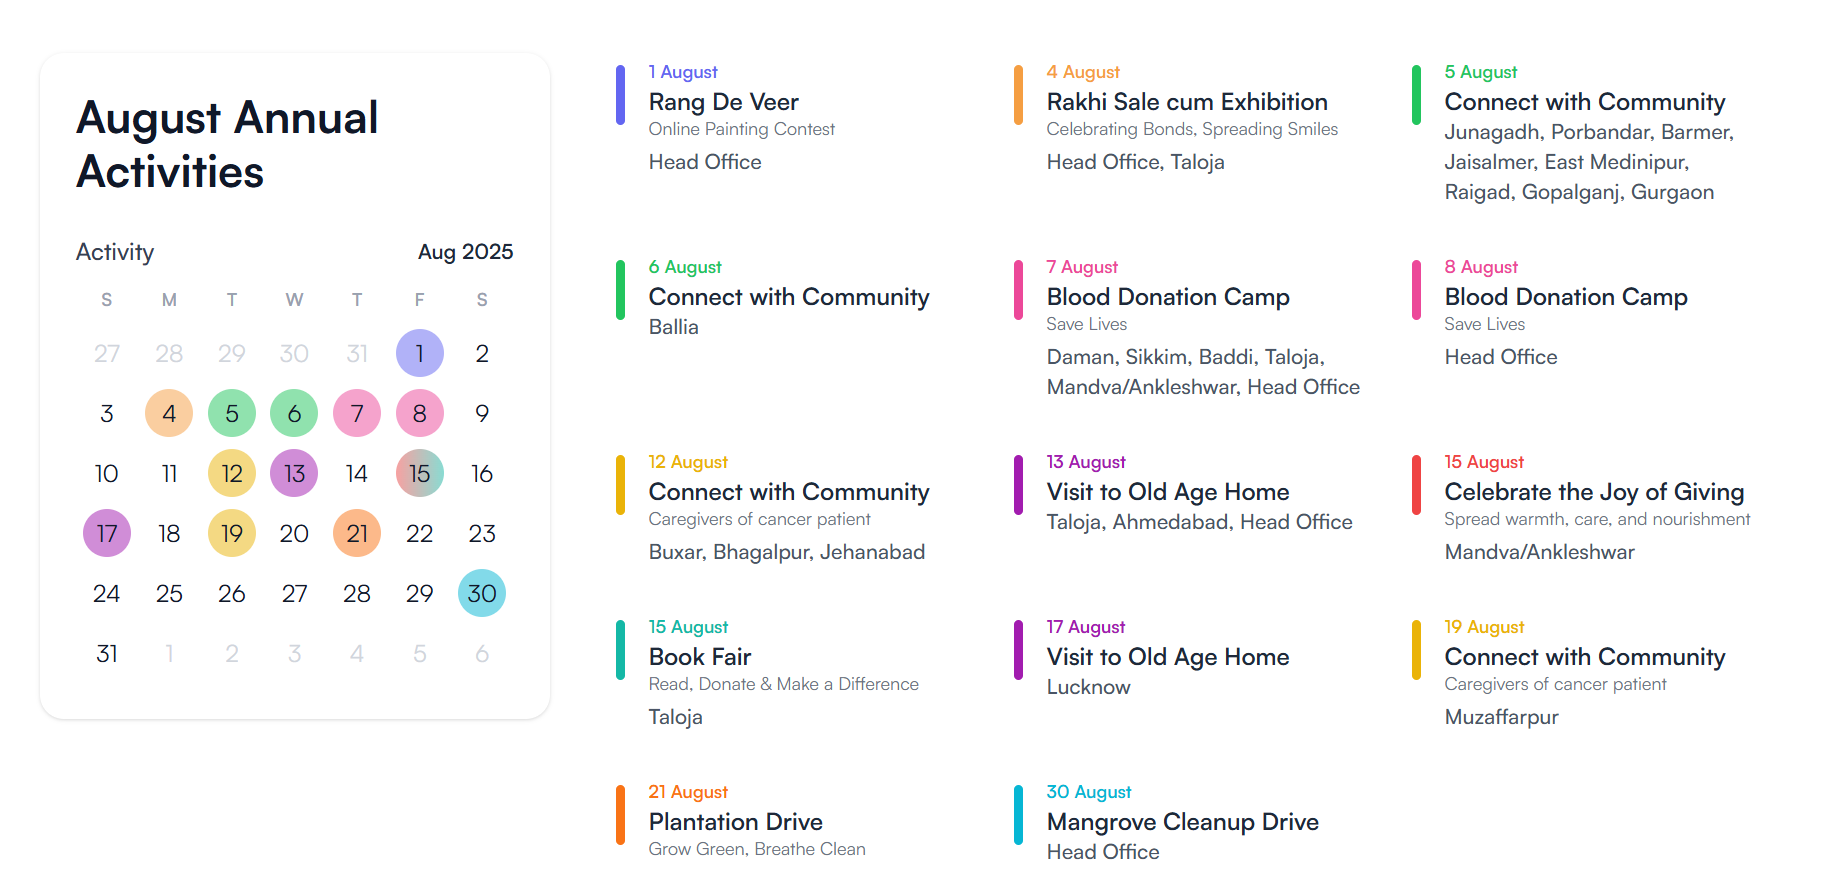 August Annual
Activities
Activity
Aug 2025
S M T W T F S
27 28 29 30 31 1 2
3 4 5 6 7 8 9
10 11 12 13 14 15 16
17 18 19 20 21 22 23
24 25 26 27 28 29 30
31 1 2 3 4 5 6
1 August
Rang De Veer
Online Painting Contest
Head Office
4 August
Rakhi Sale cum Exhibition
Celebrating Bonds, Spreading Smiles
Head Office, Taloja
5 August
Connect with Community
Junagadh, Porbandar, Barmer,
Jaisalmer, East Medinipur,
Raigad, Gopalganj, Gurgaon
6 August
Connect with Community
Ballia
7 August
Blood Donation Camp
Save Lives
Daman, Sikkim, Baddi, Taloja,
Mandva/Ankleshwar, Head Office
8 August
Blood Donation Camp
Save Lives
Head Office
12 August
Connect with Community
Caregivers of cancer patient
Buxar, Bhagalpur, Jehanabad
13 August
Visit to Old Age Home
Taloja, Ahmedabad, Head Office
15 August
Celebrate the Joy of Giving
Spread warmth, care, and nourishment
Mandva/Ankleshwar
15 August
Book Fair
Read, Donate & Make a Difference
Taloja
17 August
Visit to Old Age Home
Lucknow
19 August
Connect with Community
Caregivers of cancer patient
Muzaffarpur
21 August
Plantation Drive
Grow Green, Breathe Clean
30 August
Mangrove Cleanup Drive
Head Office